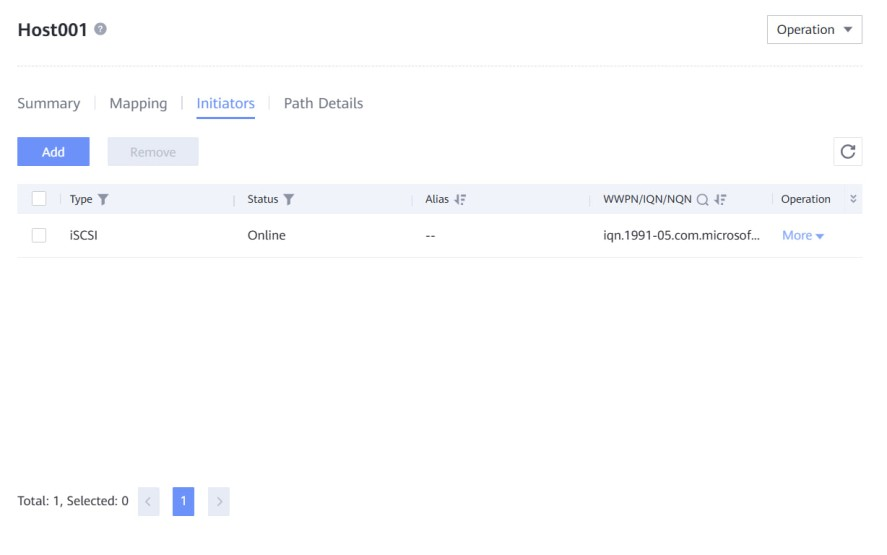 Host001 ?
Operation
Summary Mapping Initiators Path Details
Add Remove
Type Status Alias WWPN/IQN/NQN Operation
iSCSI Online -- iqn.1991-05.com.microsof... More
Total: 1, Selected: 0 < 1 >